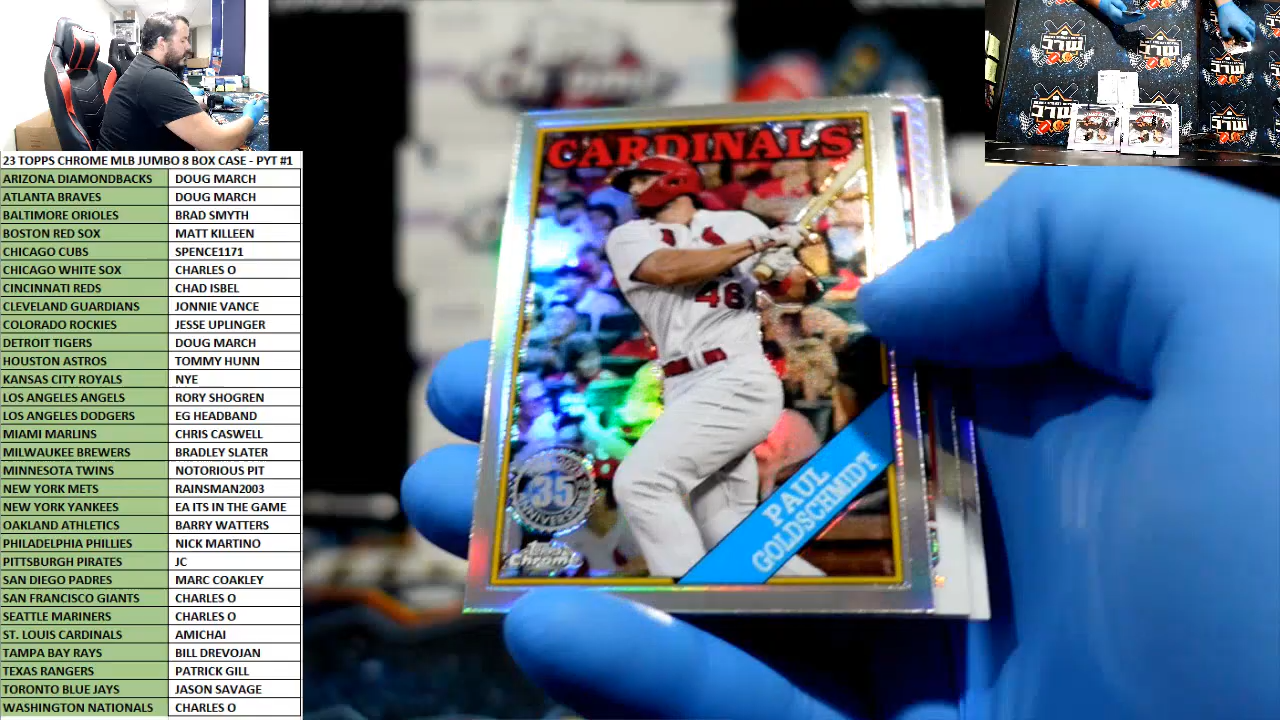 23 TOPPS CHROME MLB JUMBO 8 BOX CASE - PYT #1
ARIZONA DIAMONDBACKS DOUG MARCH
ATLANTA BRAVES DOUG MARCH
BALTIMORE ORIOLES BRAD SMYTH
BOSTON RED SOX MATT KILLEEN
CHICAGO CUBS SPENCE1171
CHICAGO WHITE SOX CHARLES O
CINCINNATI REDS CHAD ISBEL
CLEVELAND GUARDIANS JONNIE VANCE
COLORADO ROCKIES JESSE UPLINGER
DETROIT TIGERS DOUG MARCH
HOUSTON ASTROS TOMMY HUNN
KANSAS CITY ROYALS NYE
LOS ANGELES ANGELS RORY SHOGREN
LOS ANGELES DODGERS EG HEADBAND
MIAMI MARLINS CHRIS CASWELL
MILWAUKEE BREWERS BRADLEY SLATER
MINNESOTA TWINS NOTORIOUS PIT
NEW YORK METS RAINSMAN2003
NEW YORK YANKEES EA ITS IN THE GAME
OAKLAND ATHLETICS BARRY WATTERS
PHILADELPHIA PHILLIES NICK MARTINO
PITTSBURGH PIRATES JC
SAN DIEGO PADRES MARC COAKLEY
SAN FRANCISCO GIANTS CHARLES O
SEATTLE MARINERS CHARLES O
ST. LOUIS CARDINALS AMICHAI
TAMPA BAY RAYS BILL DREVOJAN
TEXAS RANGERS PATRICK GILL
TORONTO BLUE JAYS JASON SAVAGE
WASHINGTON NATIONALS CHARLES O
CARDINALS
46
35
ANNIVERSARY
Topps
Chrome
PAUL
GOLDSCHMIDT